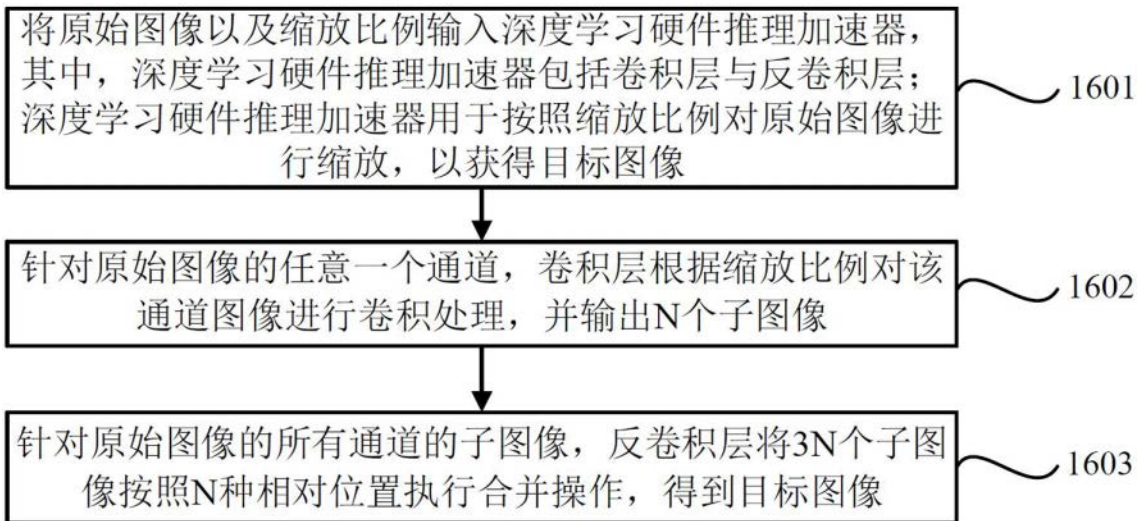 将原始图像以及缩放比例输入深度学习硬件推理加速器，
其中，深度学习硬件推理加速器包括卷积层与反卷积层；
深度学习硬件推理加速器用于按照缩放比例对原始图像进
行缩放，以获得目标图像
1601
针对原始图像的任意一个通道，卷积层根据缩放比例对该
通道图像进行卷积处理，并输出N个子图像
1602
针对原始图像的所有通道的子图像，反卷积层将3N个子图
像按照N种相对位置执行合并操作，得到目标图像
1603